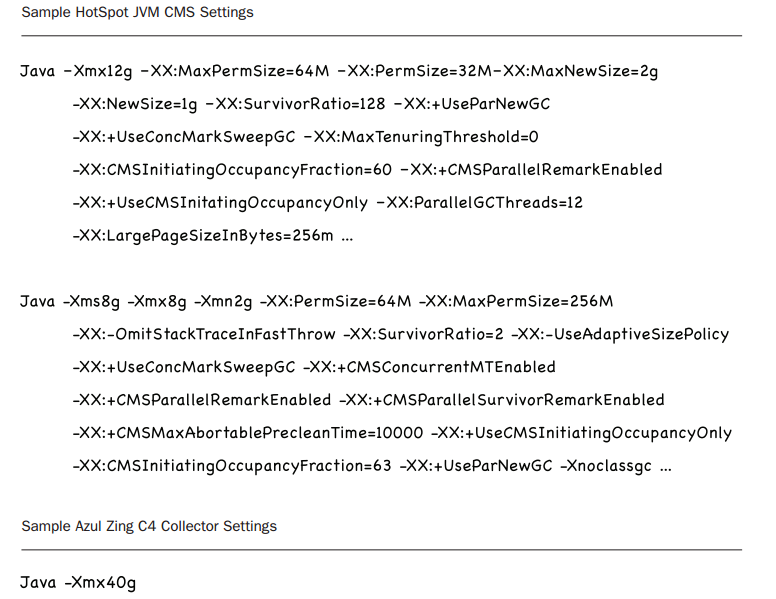 Sample HotSpot JVM CMS Settings
Java –Xmx12g –XX:MaxPermSize=64M –XX:PermSize=32M–XX:MaxNewSize=2g
-XX:NewSize=1g –XX:SurvivorRatio=128 –XX:+UseParNewGC
-XX:+UseConcMarkSweepGC –XX:MaxTenuringThreshold=0
-XX:CMSInitiatingOccupancyFraction=60 –XX:+CMSParallelRemarkEnabled
-XX:+UseCMSInitatingOccupancyOnly –XX:ParallelGCThreads=12
-XX:LargePageSizeInBytes=256m ...
Java -Xms8g -Xmx8g -Xmn2g -XX:PermSize=64M -XX:MaxPermSize=256M
-XX:-OmitStackTraceInFastThrow -XX:SurvivorRatio=2 -XX:-UseAdaptiveSizePolicy
-XX:+UseConcMarkSweepGC -XX:+CMSConcurrentMTEnabled
-XX:+CMSParallelRemarkEnabled -XX:+CMSParallelSurvivorRemarkEnabled
-XX:+CMSMaxAbortablePrecleanTime=10000 -XX:+UseCMSInitiatingOccupancyOnly
-XX:CMSInitiatingOccupancyFraction=63 -XX:+UseParNewGC -Xnoclassgc ...
Sample Azul Zing C4 Collector Settings
Java -Xmx40g